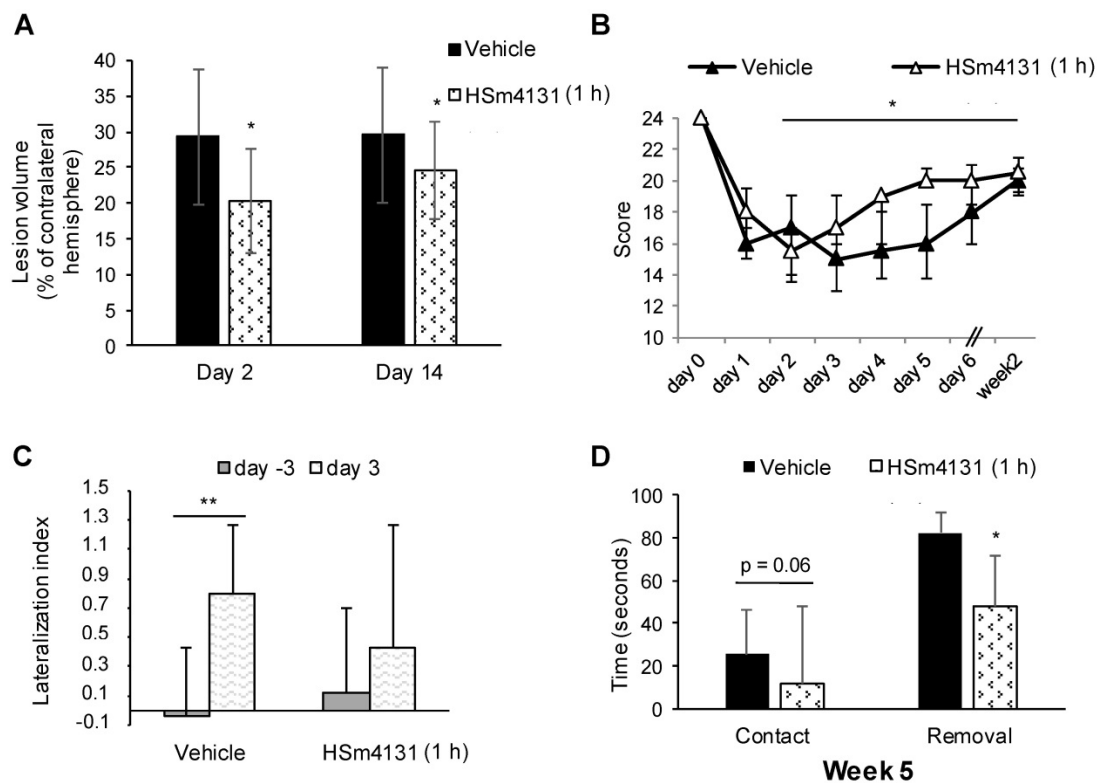 A
Vehicle
HSm4131 (1 h)
Lesion volume
(% of contralateral
hemisphere)
40
35
30
25
20
15
10
5
0
*
*
Day 2
Day 14
B
Vehicle
HSm4131 (1 h)
*
Score
24
22
20
18
16
14
12
10
day 0
day 1
day 2
day 3
day 4
day 5
day 6
week2
C
day -3
day 3
Lateralization index
1.5
1.3
1.1
0.9
0.7
0.5
0.3
0.1
-0.1
**
Vehicle
HSm4131 (1 h)
D
Vehicle
HSm4131 (1 h)
Time (seconds)
100
80
60
40
20
0
p = 0.06
*
Contact
Removal
Week 5